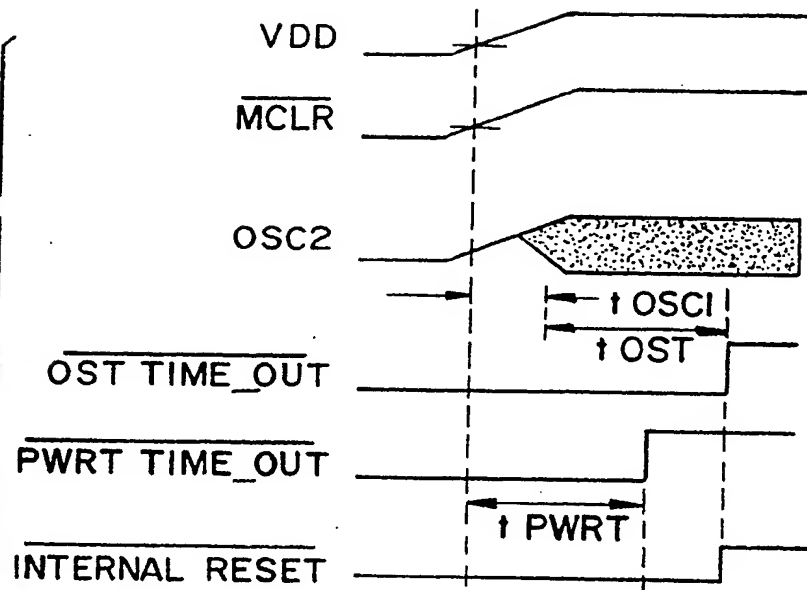 VDD
MCLR
OSC2
t OSCI
t OST
OST TIME_OUT
PWRT TIME_OUT
t PWRT
INTERNAL RESET